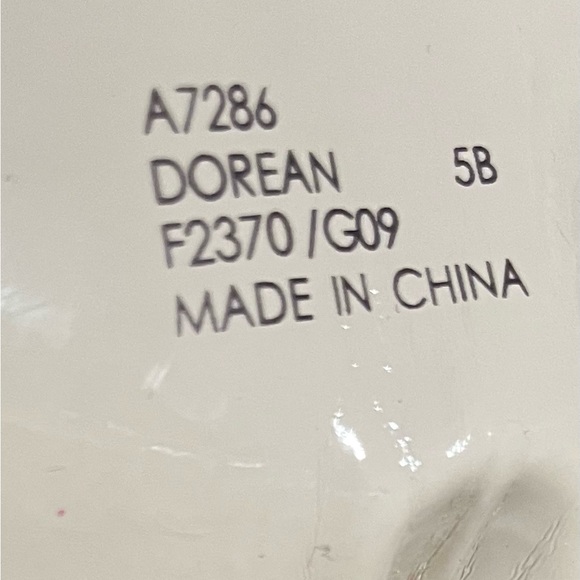 A7286
DOREAN 5B
F2370/G09
MADE IN CHINA